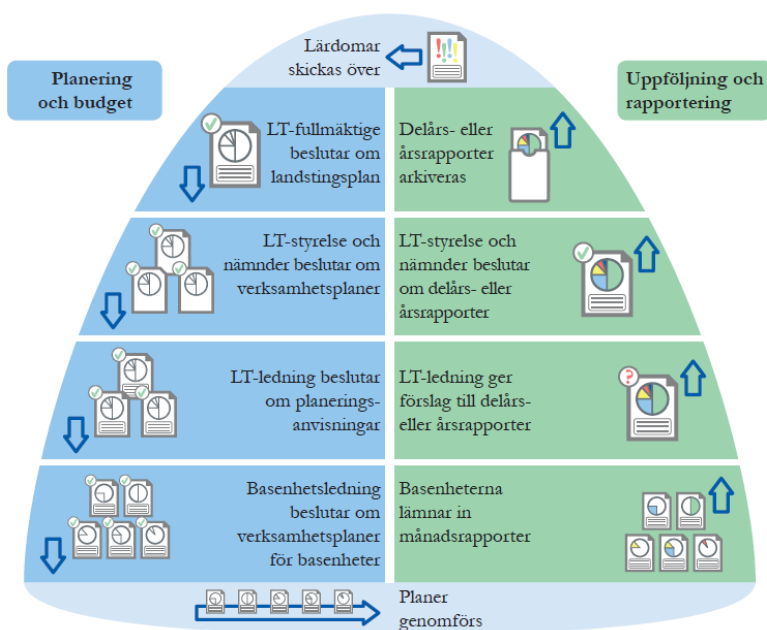 Lärdomar
skickas över
Planering
och budget
Uppföljning och
rapportering
LT-fullmäktige
beslutar om
landstingsplan
Delårs- eller
årsrapporter
arkiveras
LT-styrelse och
nämnder beslutar om
verksamhetsplaner
LT-styrelse och
nämnder beslutar
om delårs- eller
årsrapporter
LT-ledning beslutar
om planerings-
anvisningar
LT-ledning ger
förslag till delårs-
eller årsrapporter
Basenhetsledning
beslutar om
verksamhetsplaner
för basenheter
Basenheterna
lämnar in
månadsrapporter
Planer
genomförs